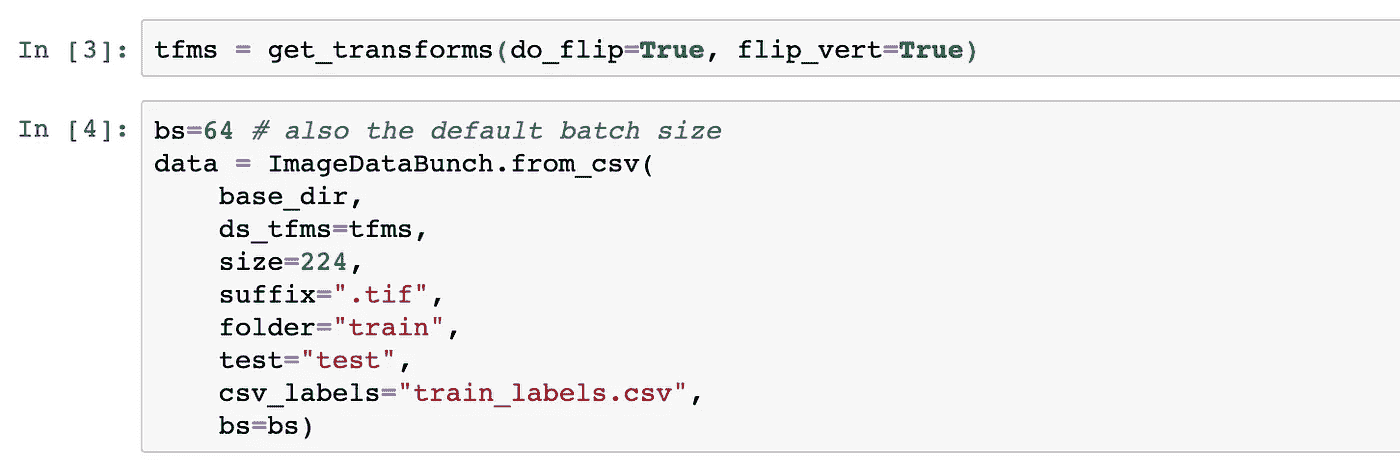 In [3]: tfms = get_transforms(do_flip=True, flip_vert=True)
In [4]: bs=64 # also the default batch size
data = ImageDataBunch.from_csv(
    base_dir,
    ds_tfms=tfms,
    size=224,
    suffix=".tif",
    folder="train",
    test="test",
    csv_labels="train_labels.csv",
    bs=bs)